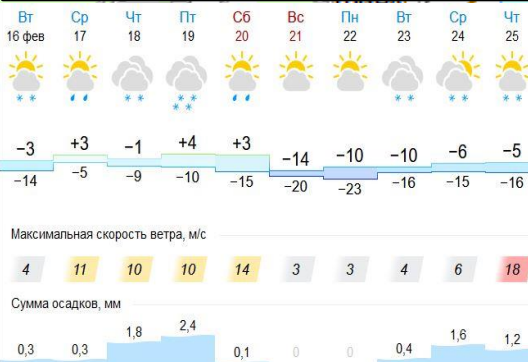 Вт Ср Чт Пт Сб Вс Пн Вт Ср Чт
16 фев 17 18 19 20 21 22 23 24 25
−3 +3 −1 +4 +3 −14 −10 −10 −6 −5
−14 −5 −9 −10 −15 −20 −23 −16 −15 −16
Максимальная скорость ветра, м/с
4 11 10 10 14 3 3 4 6 18
Сумма осадков, мм
0,3 0,3 1,8 2,4 0,1 0 0 0,4 1,6 1,2